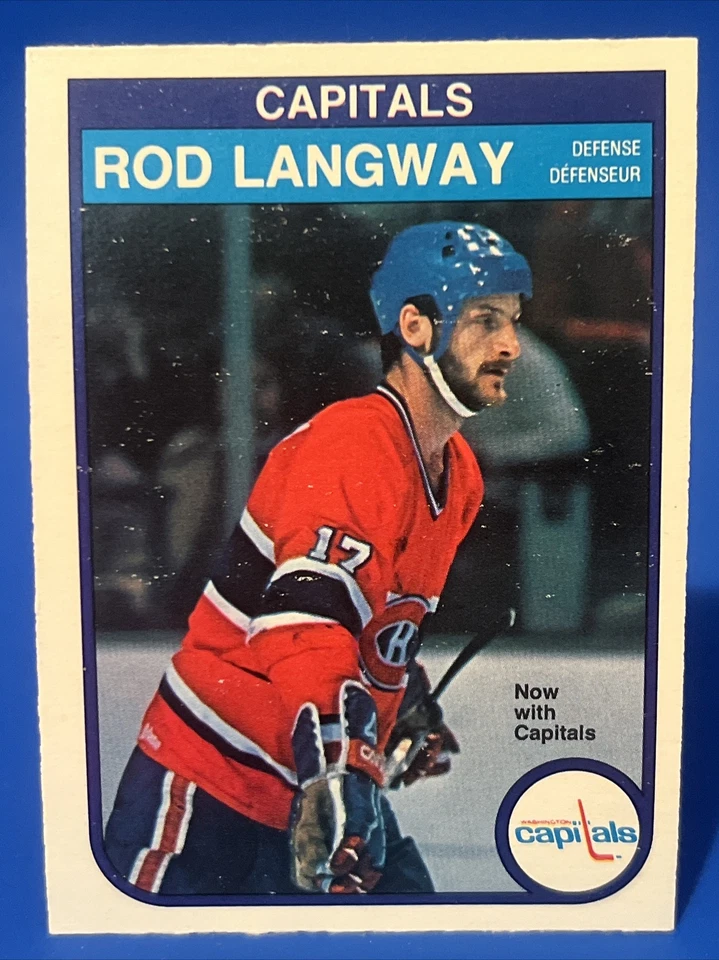 CAPITALS
ROD LANGWAY
DEFENSE
DÉFENSEUR
17
Now
with
Capitals
WASHINGTON
capitals